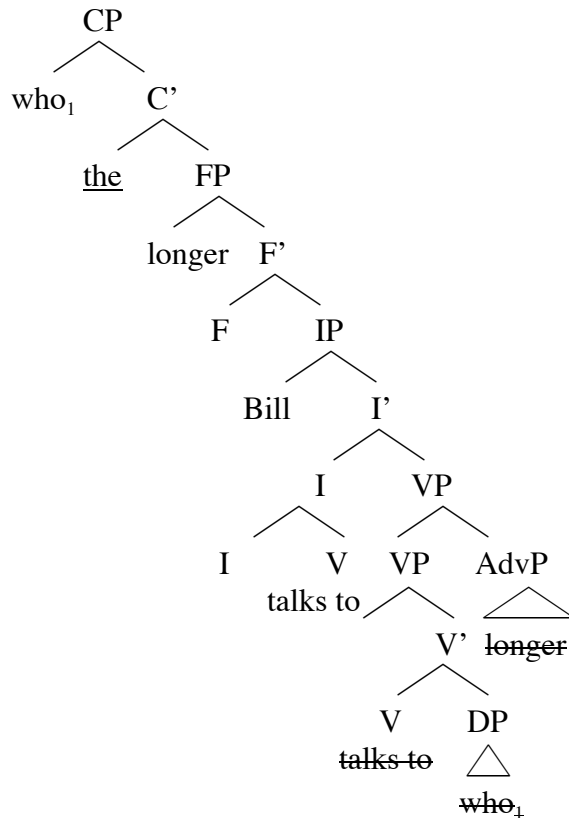 CP
who₁ C’
the FP
longer F’
F IP
Bill I’
I VP
I V VP AdvP
talks to
V’ longer
V DP
talks to
who₁